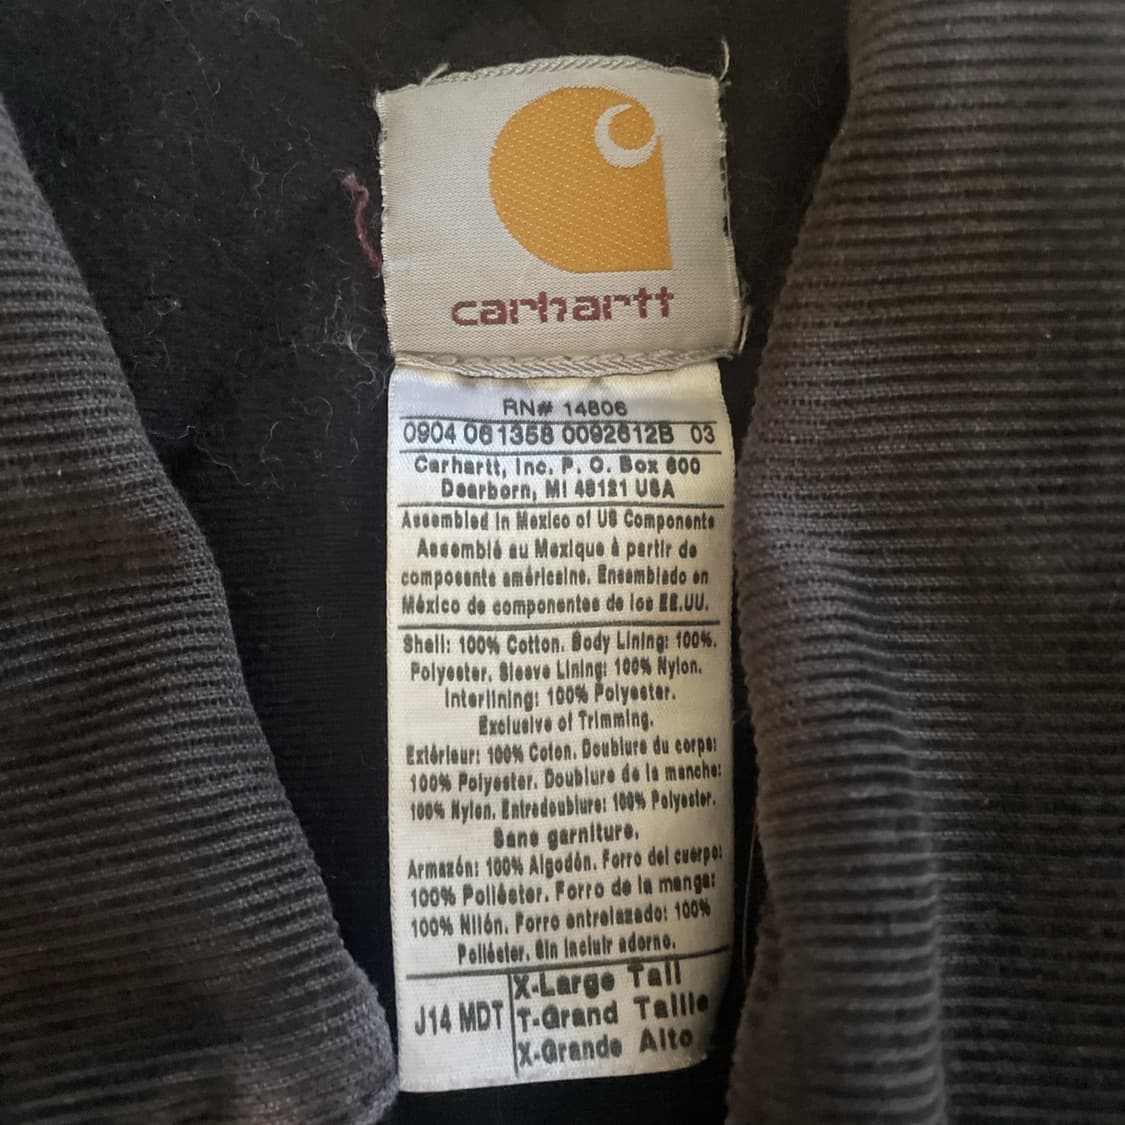 carhartt
RN# 14806
0904 061358 0092612B 03
Carhartt, Inc. P. O. Box 600
Dearborn, MI 48121 USA
Assembled in Mexico of US Components
Assemblé au Mexique à partir de
composante américaine. Ensamblado en
México de componentes de los EE.UU.
Shell: 100% Cotton. Body Lining: 100%.
Polyester. Sleeve Lining: 100% Nylon.
Interlining: 100% Polyester.
Exclusive of Trimming.
Extérieur: 100% Coton. Doublure du corps:
100% Polyester. Doublure de la manche:
100% Nylon. Entredoublure: 100% Polyester.
Sans garniture.
Armazón: 100% Algodón. Forro del cuerpo:
100% Poliéster. Forro de la manga:
100% Nilón. Forro entrelazado: 100%
Poliéster. Sin incluir adorno.
J14 MDT
X-Large Tall
T-Grand Taille
X-Grande Alto